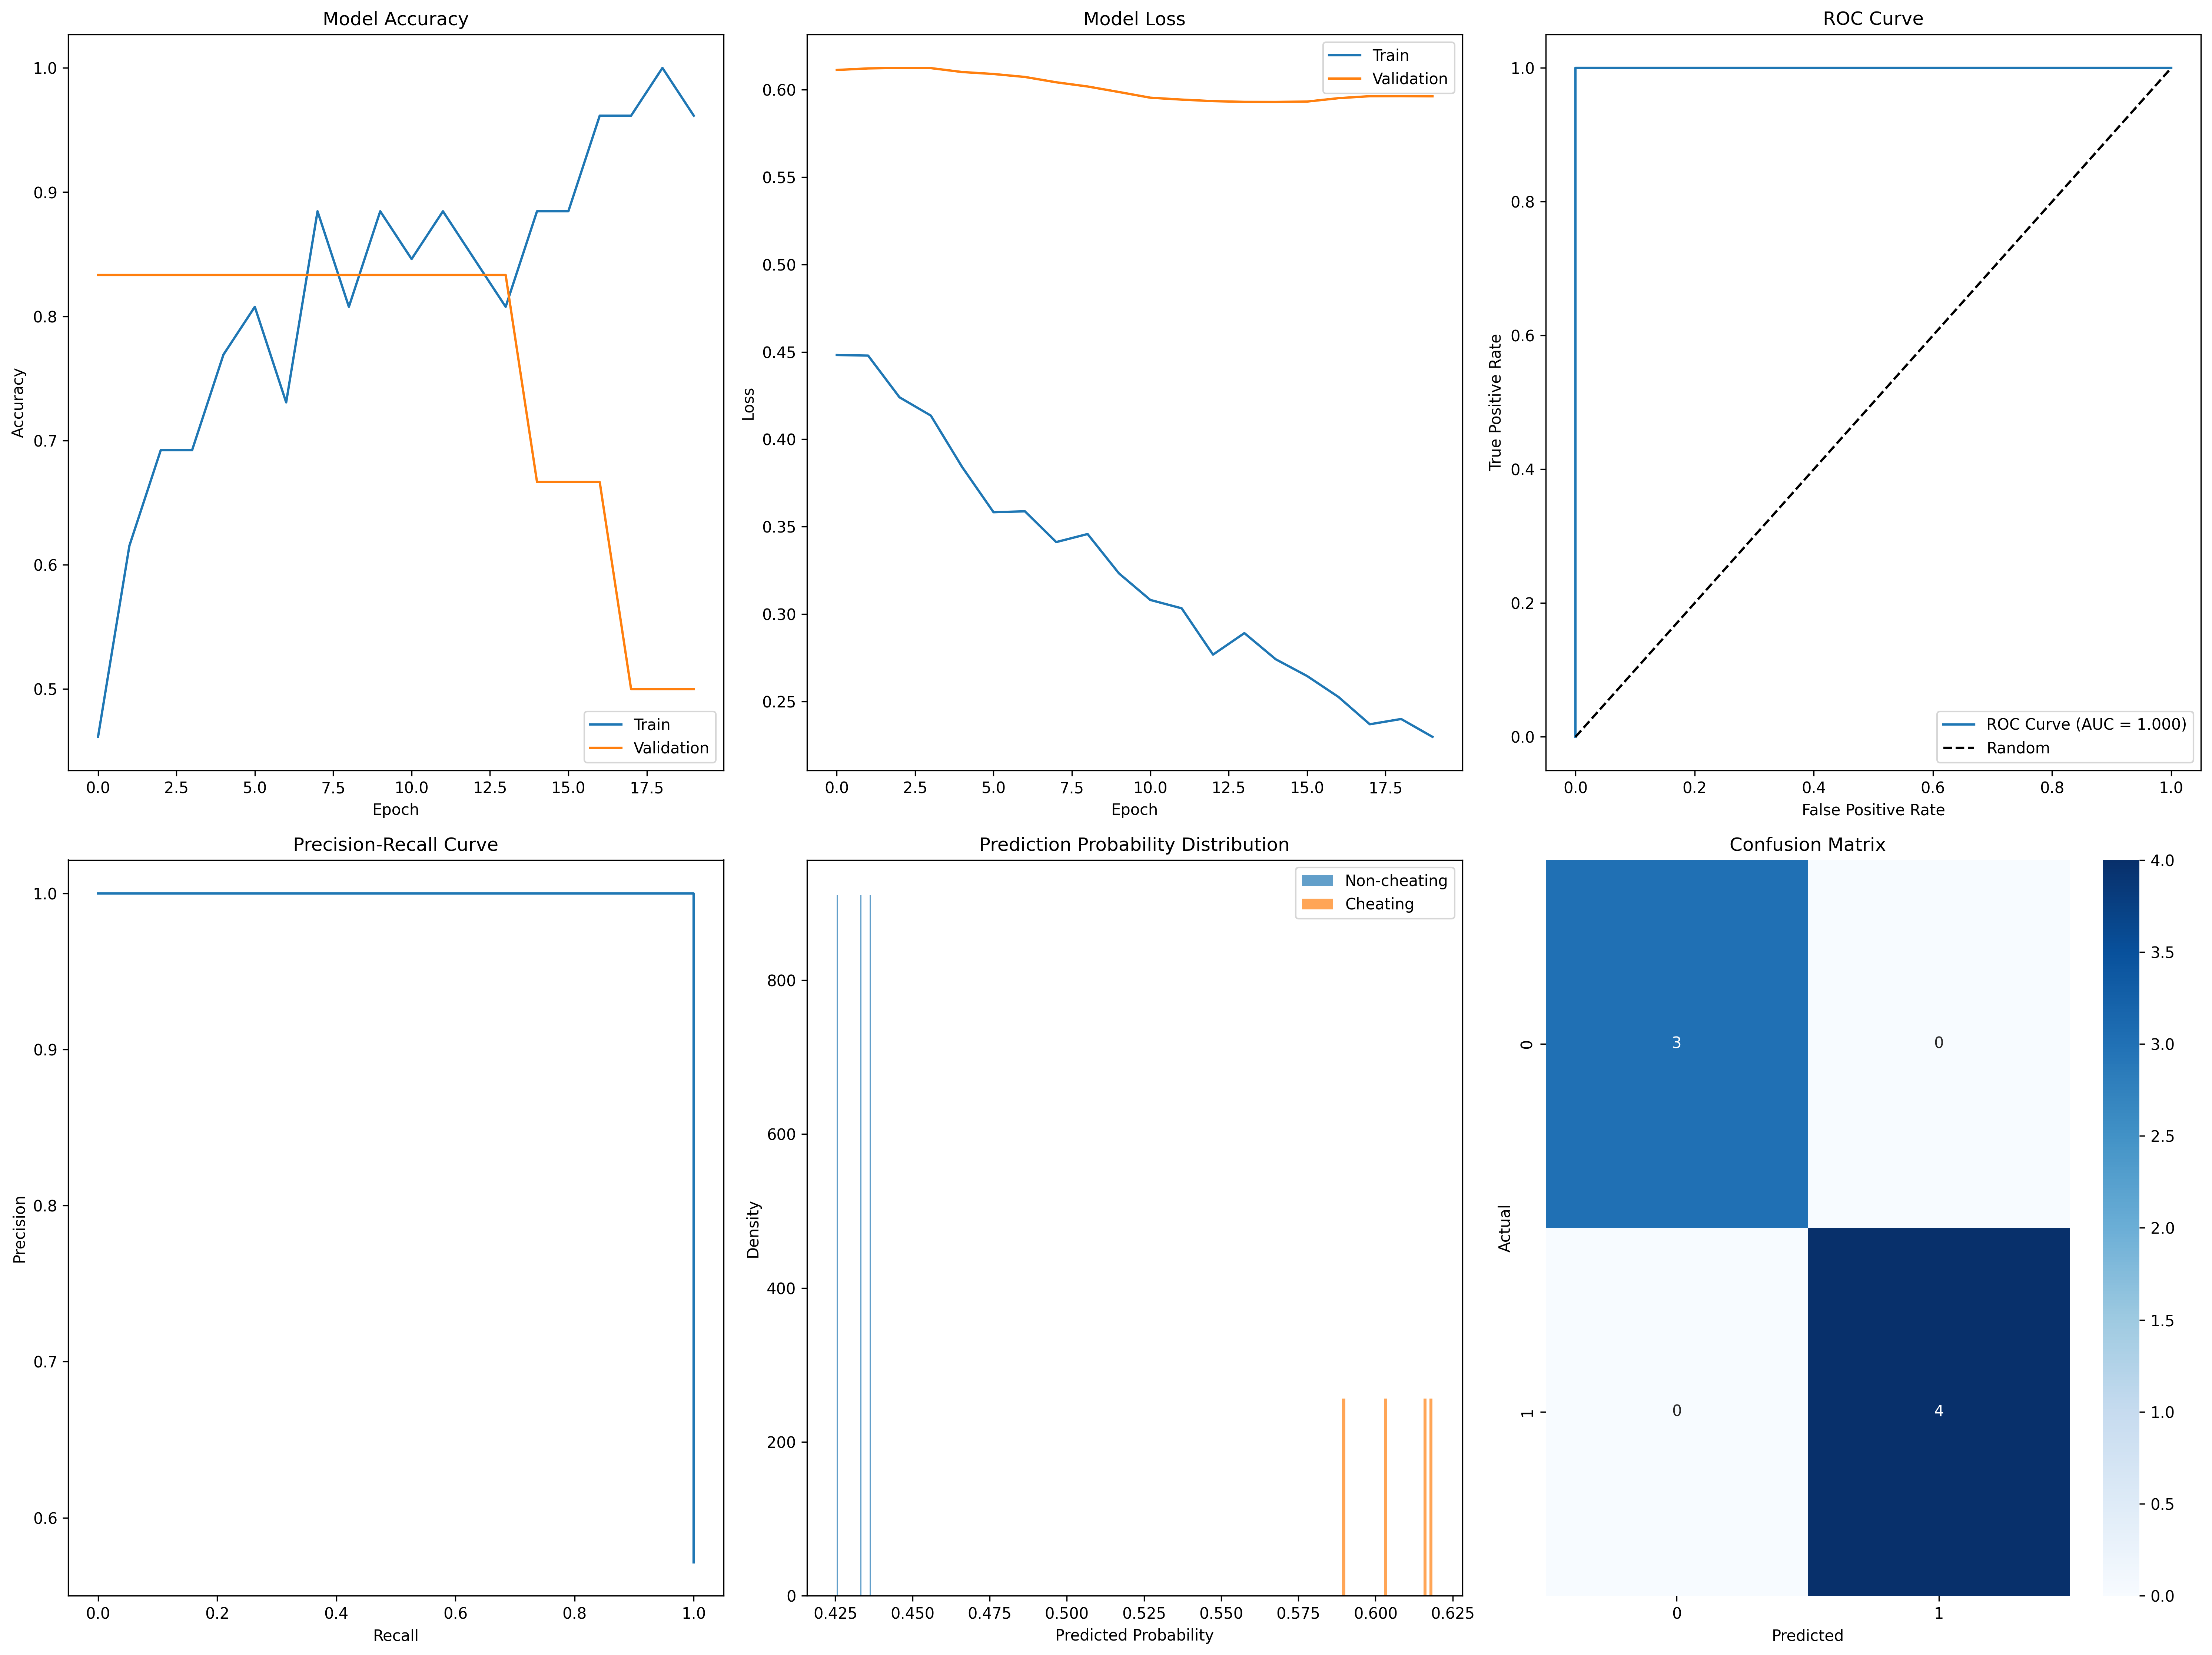 Model Accuracy
Accuracy
1.0
0.9
0.8
0.7
0.6
0.5
Train
Validation
0.0 2.5 5.0 7.5 10.0 12.5 15.0 17.5
Epoch
Model Loss
Loss
0.60
0.55
0.50
0.45
0.40
0.35
0.30
0.25
Train
Validation
0.0 2.5 5.0 7.5 10.0 12.5 15.0 17.5
Epoch
ROC Curve
True Positive Rate
1.0
0.8
0.6
0.4
0.2
0.0
ROC Curve (AUC = 1.000)
Random
0.0 0.2 0.4 0.6 0.8 1.0
False Positive Rate
Precision-Recall Curve
Precision
1.0
0.9
0.8
0.7
0.6
0.0 0.2 0.4 0.6 0.8 1.0
Recall
Prediction Probability Distribution
Density
Non-cheating
Cheating
800
600
400
200
0
0.425 0.450 0.475 0.500 0.525 0.550 0.575 0.600 0.625
Predicted Probability
Confusion Matrix
Actual
0
1
3 0
0 4
0 1
Predicted
4.0
3.5
3.0
2.5
2.0
1.5
1.0
0.5
0.0